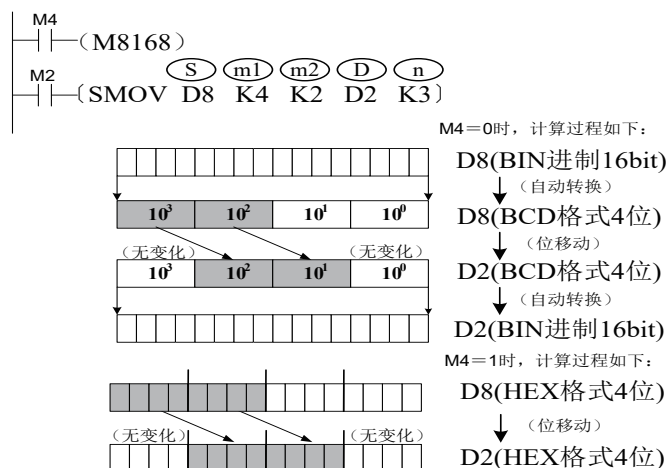 M4
(M8168)
S m1 m2 D n
M2
[SMOV D8 K4 K2 D2 K3]
M4＝0时，计算过程如下：
D8(BIN进制16bit)
（自动转换）
10³ 10² 10¹ 10⁰
D8(BCD格式4位)
（位移动）
（无变化） （无变化）
10³ 10² 10¹ 10⁰
D2(BCD格式4位)
（自动转换）
D2(BIN进制16bit)
M4＝1时，计算过程如下：
D8(HEX格式4位)
（无变化） （无变化）
（位移动）
D2(HEX格式4位)